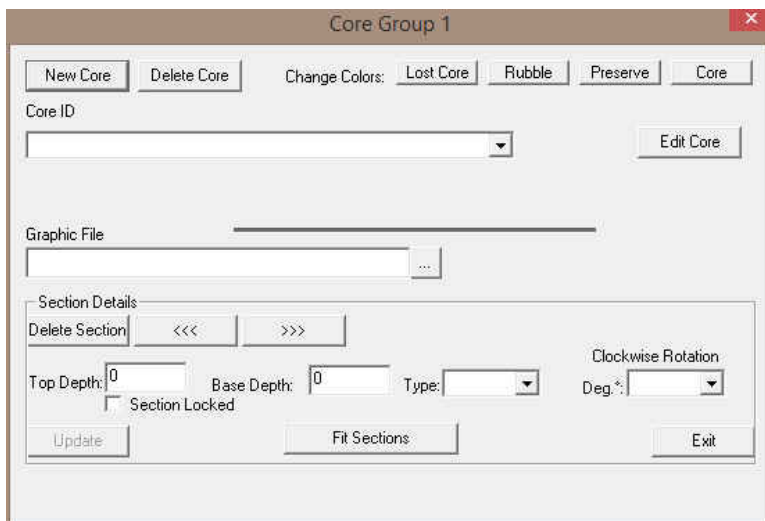 Core Group 1
New Core Delete Core Change Colors: Lost Core Rubble Preserve Core
Core ID
Edit Core
Graphic File
...
Section Details
Delete Section <<< >>>
Clockwise Rotation
Top Depth: 0 Base Depth: 0 Type: Deg.*:
Section Locked
Update Fit Sections Exit